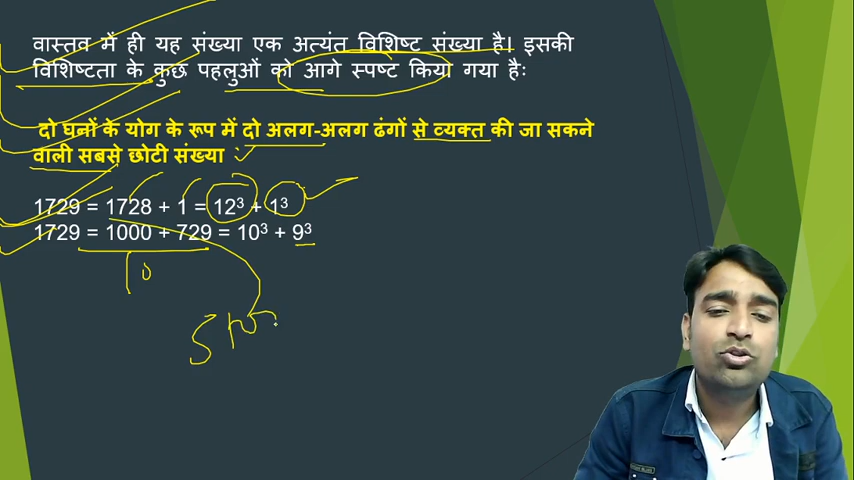 वास्तव में ही यह संख्या एक अत्यंत विशिष्ट संख्या है। इसकी
विशिष्टता के कुछ पहलुओं को आगे स्पष्ट किया गया है:
दो घनों के योग के रूप में दो अलग-अलग ढंगों से व्यक्त की जा सकने
वाली सबसे छोटी संख्या :
1729 = 1728 + 1 = 12³ + 1³
1729 = 1000 + 729 = 10³ + 9³
10